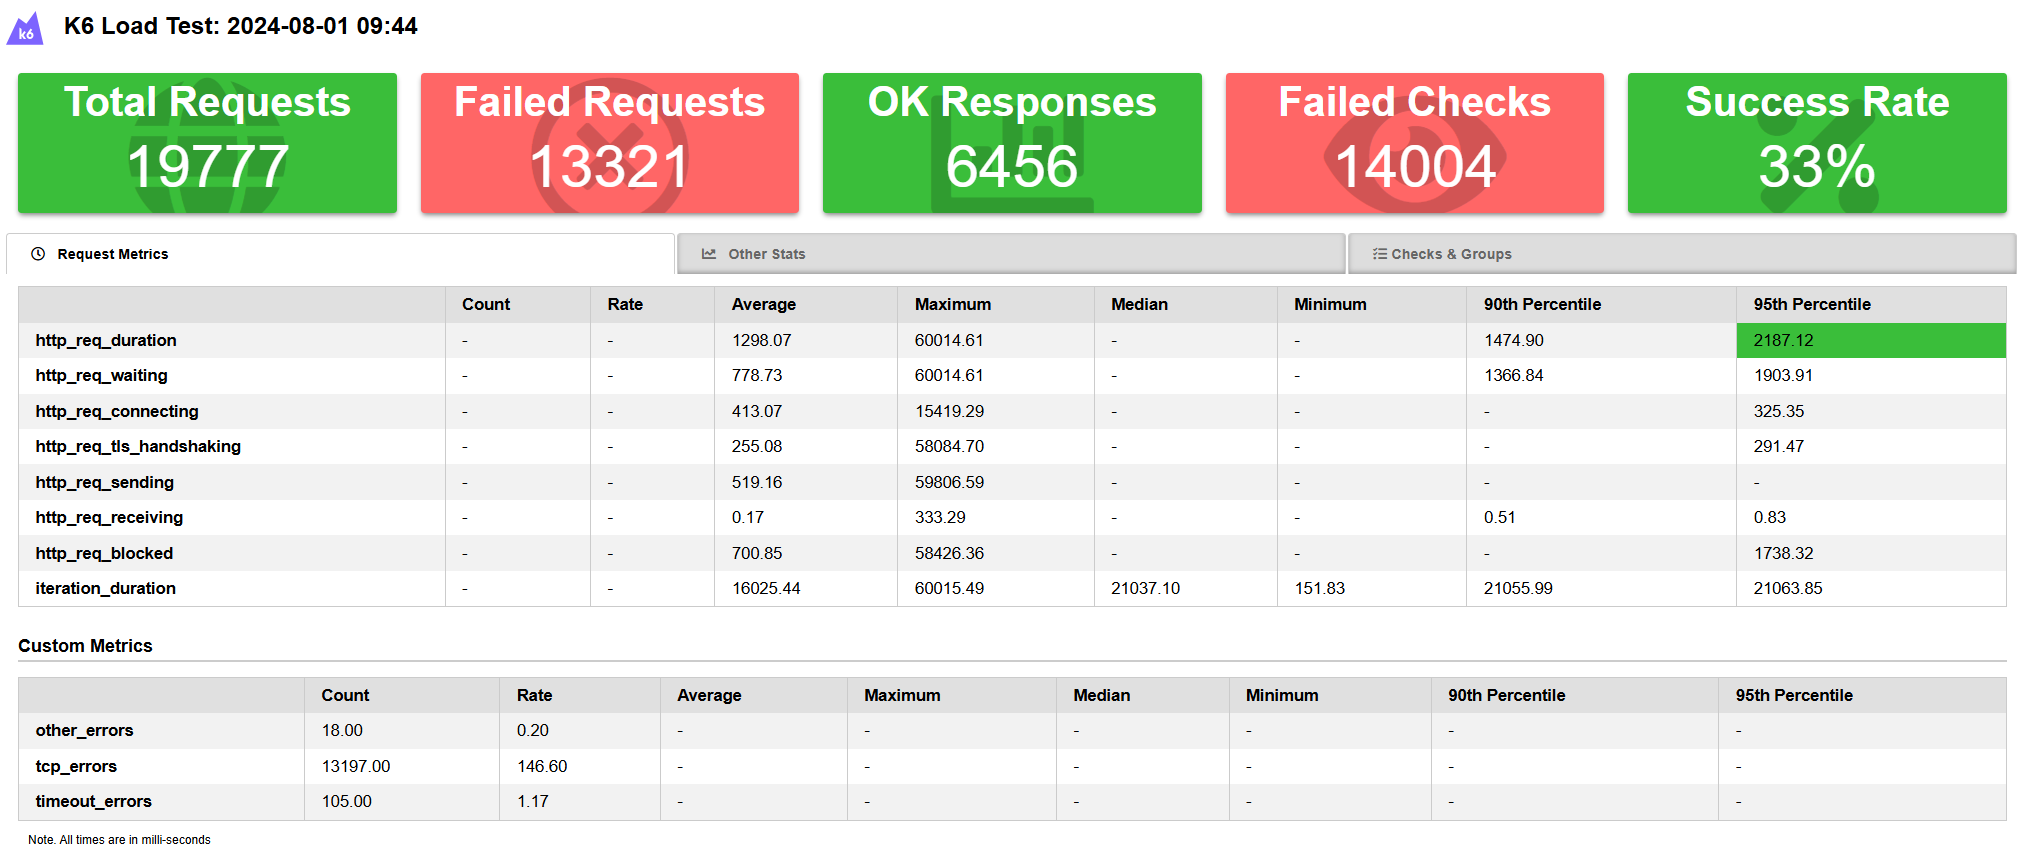 k6 K6 Load Test: 2024-08-01 09:44
Total Requests Failed Requests OK Responses Failed Checks Success Rate
19777 13321 6456 14004 33%
Request Metrics Other Stats Checks & Groups
Count Rate Average Maximum Median Minimum 90th Percentile 95th Percentile
http_req_duration - - 1298.07 60014.61 - - 1474.90 2187.12
http_req_waiting - - 778.73 60014.61 - - 1366.84 1903.91
http_req_connecting - - 413.07 15419.29 - - - 325.35
http_req_tls_handshaking - - 255.08 58084.70 - - - 291.47
http_req_sending - - 519.16 59806.59 - - - -
http_req_receiving - - 0.17 333.29 - - 0.51 0.83
http_req_blocked - - 700.85 58426.36 - - - 1738.32
iteration_duration - - 16025.44 60015.49 21037.10 151.83 21055.99 21063.85
Custom Metrics
Count Rate Average Maximum Median Minimum 90th Percentile 95th Percentile
other_errors 18.00 0.20 - - - - - -
tcp_errors 13197.00 146.60 - - - - - -
timeout_errors 105.00 1.17 - - - - - -
Note. All times are in milli-seconds